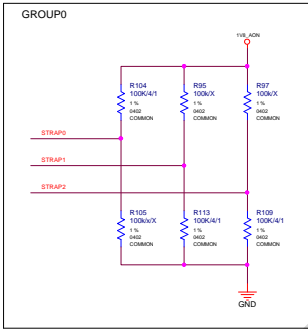 GROUP0
1V8_AON
R104
100K/4/1
1 %
0402
COMMON
R95
100k/X
1 %
0402
COMMON
R97
100k/X
1 %
0402
COMMON
STRAP0
STRAP1
STRAP2
R105
100k/x/X
1 %
0402
COMMON
R113
100K/4/1
1 %
0402
COMMON
R109
100K/4/1
1 %
0402
COMMON
GND